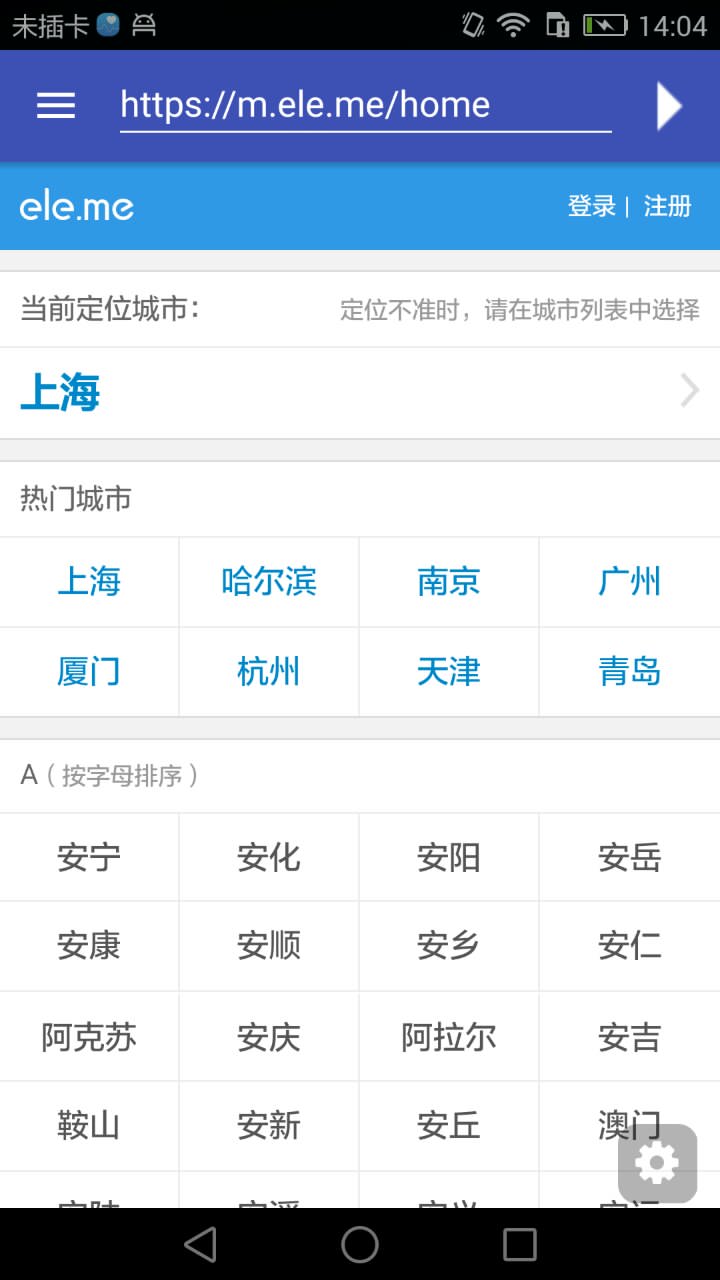 未插卡 14:04
https://m.ele.me/home
ele.me 登录 | 注册
当前定位城市： 定位不准时，请在城市列表中选择
上海
热门城市
上海 哈尔滨 南京 广州
厦门 杭州 天津 青岛
A（按字母排序）
安宁 安化 安阳 安岳
安康 安顺 安乡 安仁
阿克苏 安庆 阿拉尔 安吉
鞍山 安新 安丘 澳门